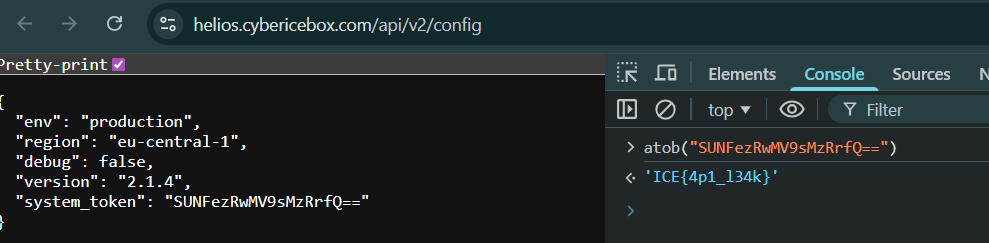 helios.cybericebox.com/api/v2/config
Pretty-print
Elements Console Sources
{
"env": "production",
"region": "eu-central-1",
"debug": false,
"version": "2.1.4",
"system_token": "SUNFezRwMV9sMzRrfQ=="
}
top Filter
> atob("SUNFezRwMV9sMzRrfQ==")
'ICE{4p1_l34k}'
>